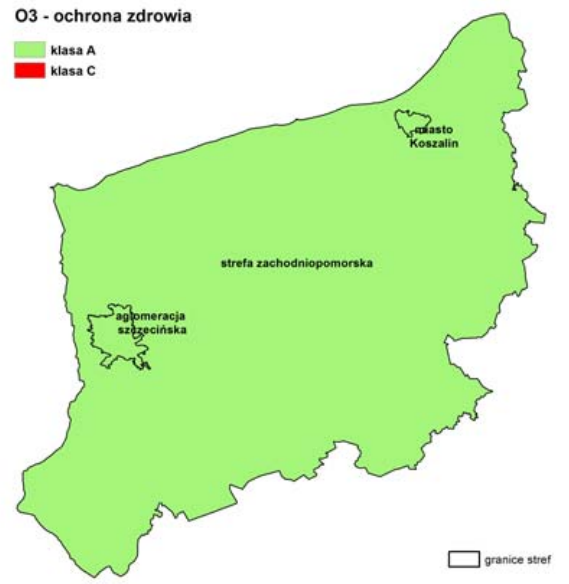 O3 - ochrona zdrowia
klasa A
klasa C
miasto
Koszalin
strefa zachodniopomorska
aglomeracja
szczecińska
granice stref